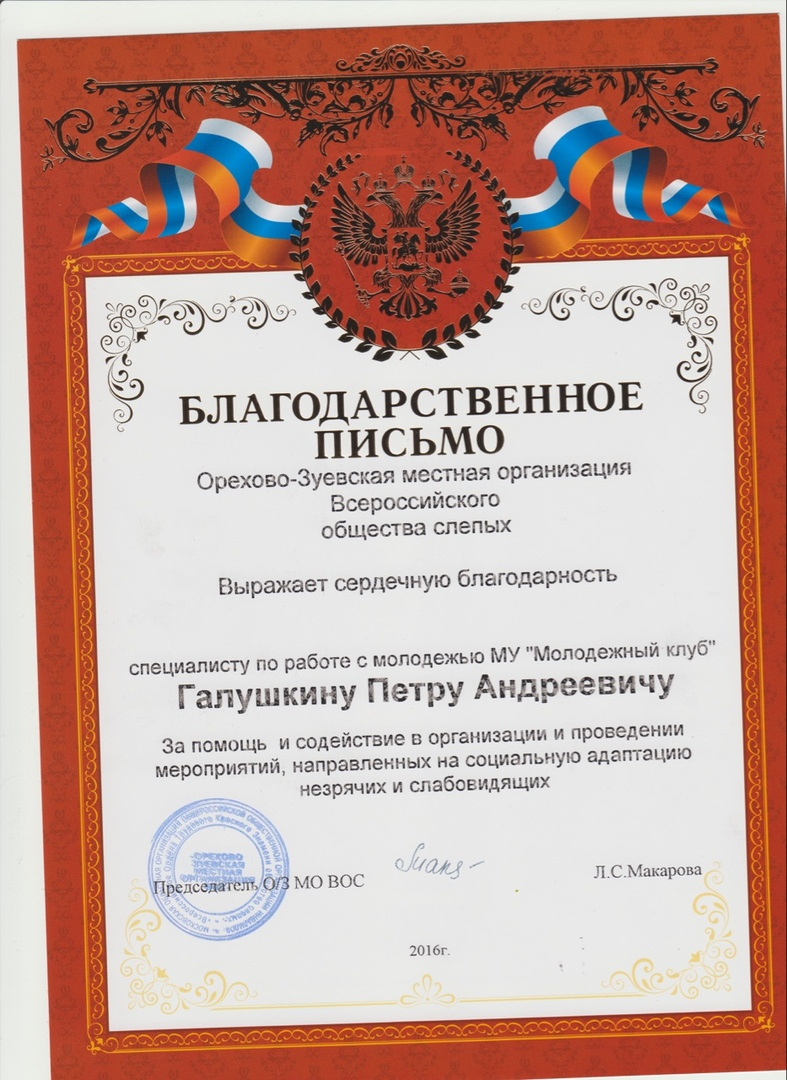 БЛАГОДАРСТВЕННОЕ
ПИСЬМО
Орехово-Зуевская местная организация
Всероссийского
общества слепых
Выражает сердечную благодарность
специалисту по работе с молодежью МУ "Молодежный клуб"
Галушкину Петру Андреевичу
За помощь и содействие в организации и проведении
мероприятий, направленных на социальную адаптацию
незрячих и слабовидящих
ОРЕХОВО
ЗУЕВСКАЯ
МЕСТНАЯ
ОРГАНИЗАЦИЯ
Председатель О/З МО ВОС
Л.С.Макарова
2016г.